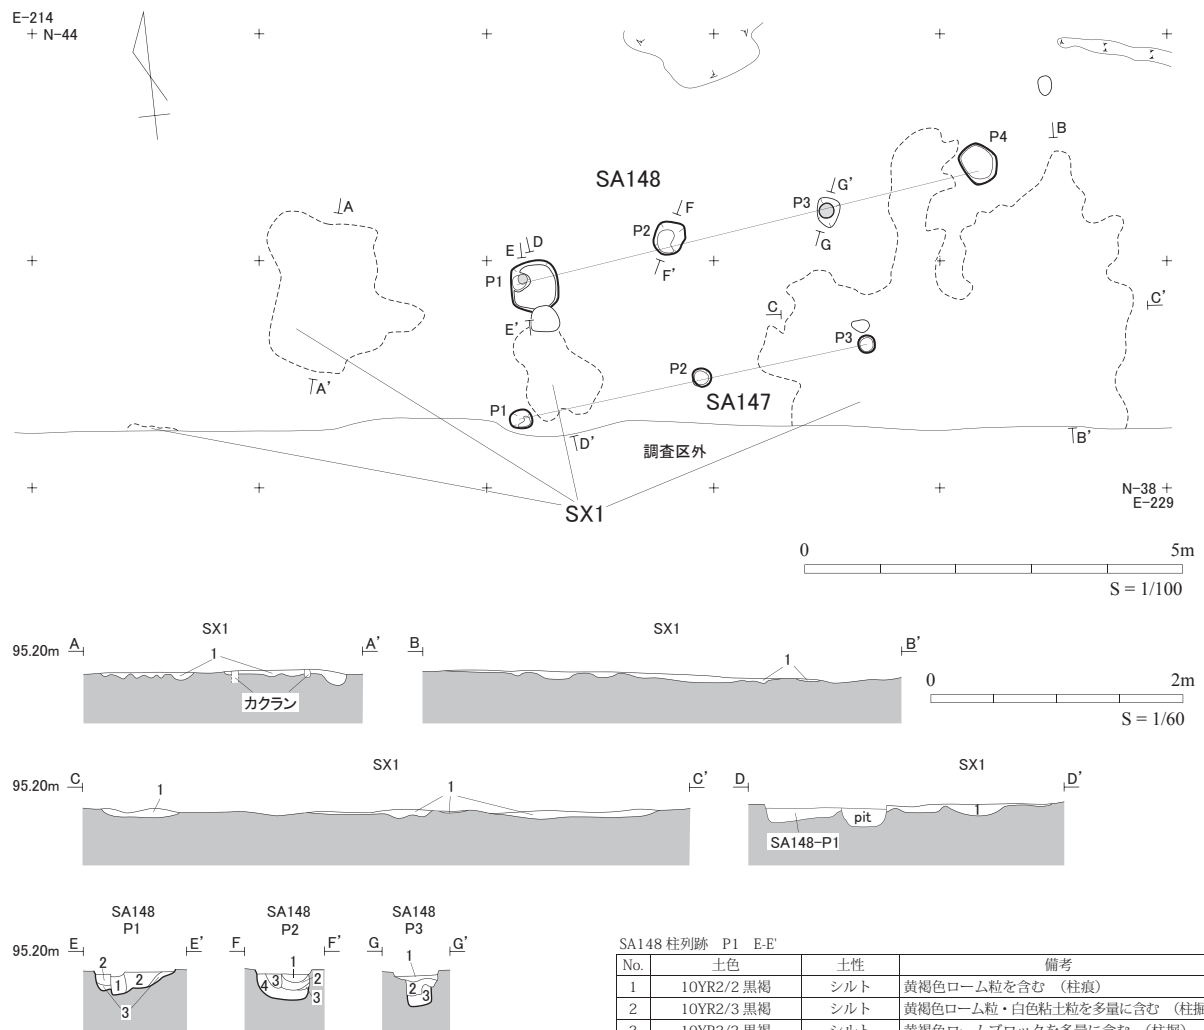 E-214
N-44
B
P4
SA148
G'
A
F
P3
P2
D
E
G
F'
P1
C
C'
E'
P3
P2
A'
SA147
P1
D'
B'
調査区外
N-38
E-229
SX1
0 5m
S = 1/100
SX1 SX1
95.20m A A' B B'
1 1
0 2m
カクラン
S = 1/60
SX1 SX1
95.20m C C' D D'
1 1
pit 1
SA148-P1
SA148 SA148 SA148
P1 P2 P3
95.20m E E' F F' G G'
1 1
2 1 2 4 3 2 2 3
3 3
SA148 柱列跡 P1 E-E'
No. 土色 土性 備考
1 10YR2/2 黒褐 シルト 黄褐色ローム粒を含む (柱痕)
2 10YR2/3 黒褐 シルト 黄褐色ローム粒・白色粘土粒を多量に含む